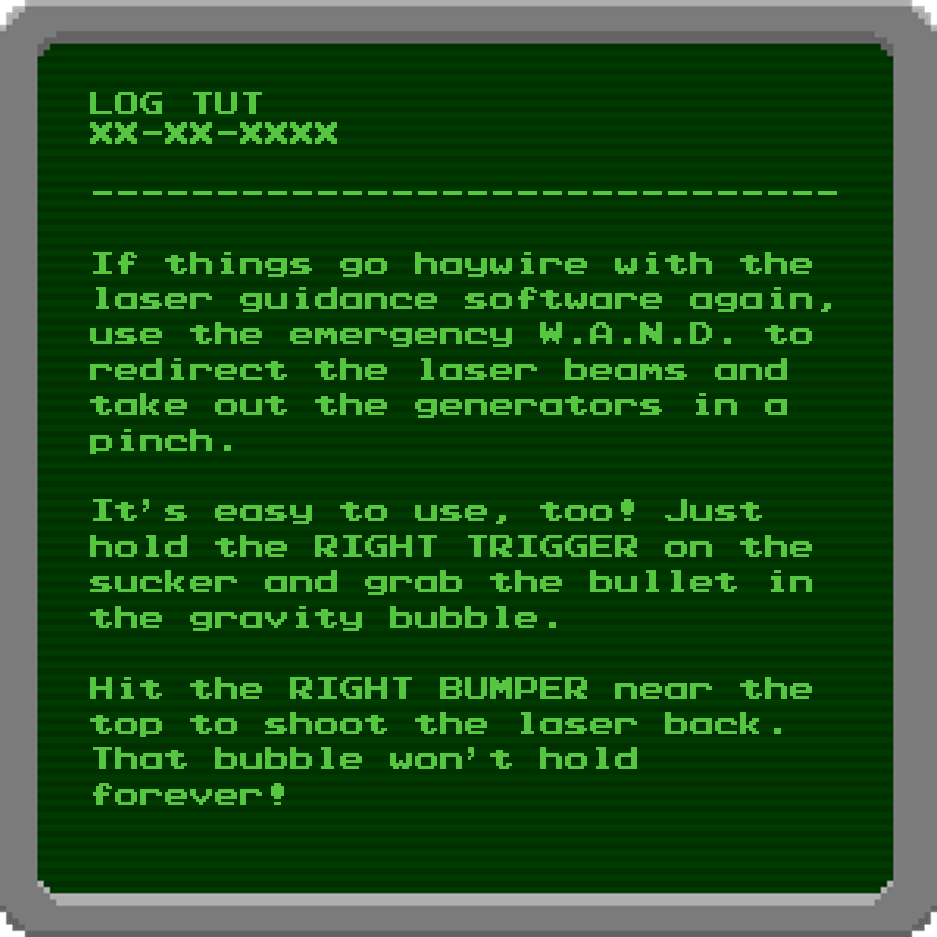 LOG TUT
XX-XX-XXXX
------------------------------
If things go haywire with the
laser guidance software again,
use the emergency W.A.N.D. to
redirect the laser beams and
take out the generators in a
pinch.
It's easy to use, too! Just
hold the RIGHT TRIGGER on the
sucker and grab the bullet in
the gravity bubble.
Hit the RIGHT BUMPER near the
top to shoot the laser back.
That bubble won't hold
forever!